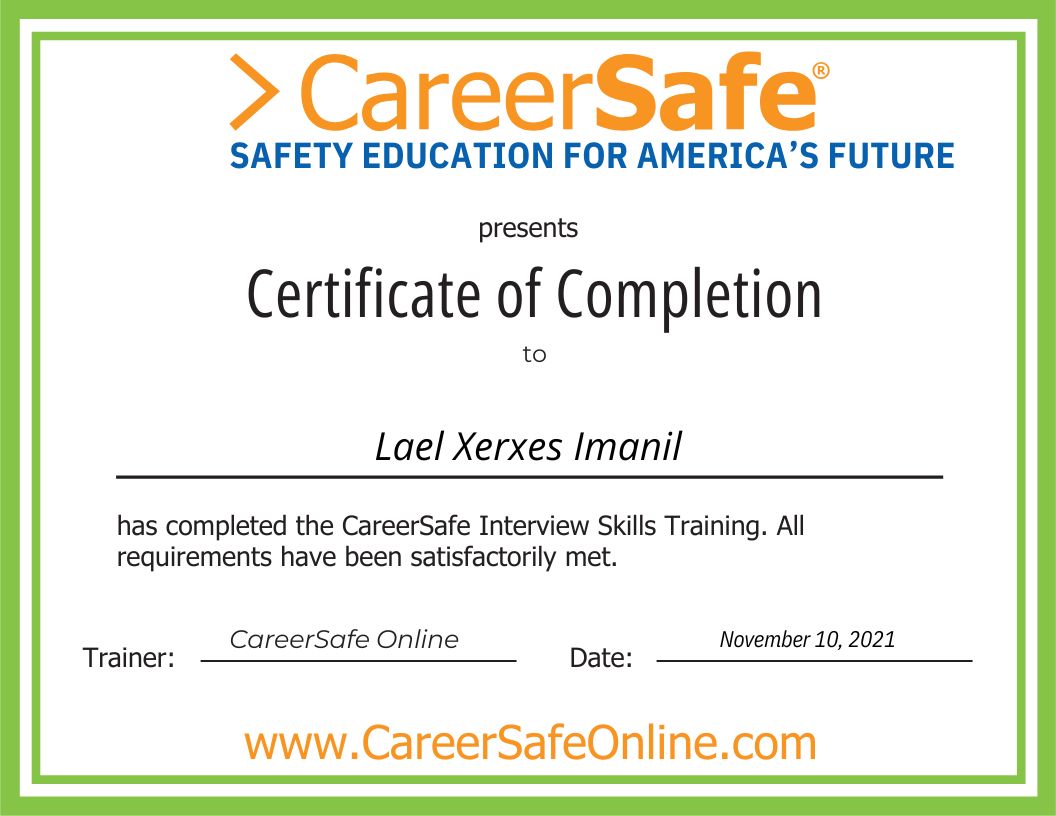 > CareerSafe®
SAFETY EDUCATION FOR AMERICA'S FUTURE
presents
Certificate of Completion
to
Lael Xerxes Imanil
has completed the CareerSafe Interview Skills Training. All
requirements have been satisfactorily met.
Trainer: CareerSafe Online Date: November 10, 2021
www.CareerSafeOnline.com